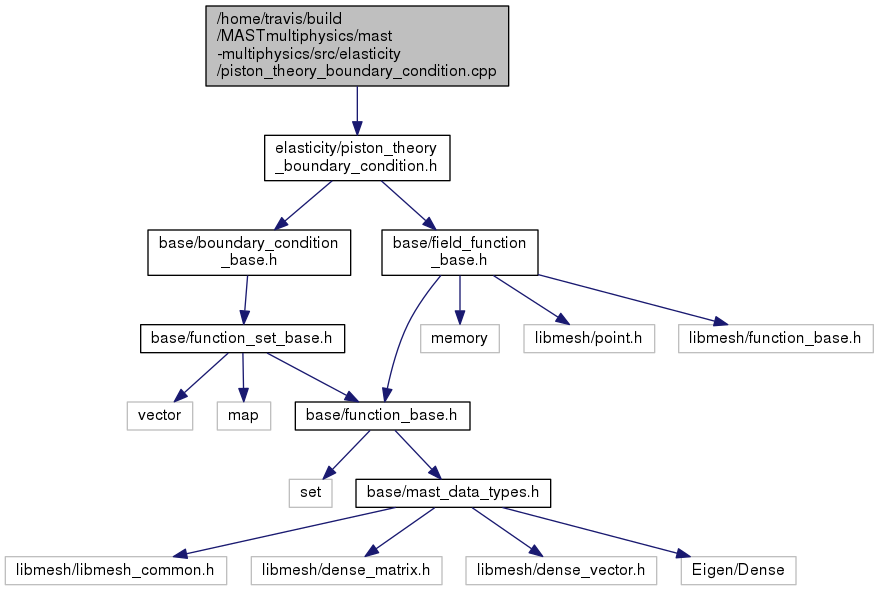 /home/travis/build
/MASTmultiphysics/mast
-multiphysics/src/elasticity
/piston_theory_boundary_condition.cpp
elasticity/piston_theory
_boundary_condition.h
base/boundary_condition
_base.h
base/field_function
_base.h
base/function_set_base.h
memory
libmesh/point.h
libmesh/function_base.h
vector
map
base/function_base.h
set
base/mast_data_types.h
libmesh/libmesh_common.h
libmesh/dense_matrix.h
libmesh/dense_vector.h
Eigen/Dense